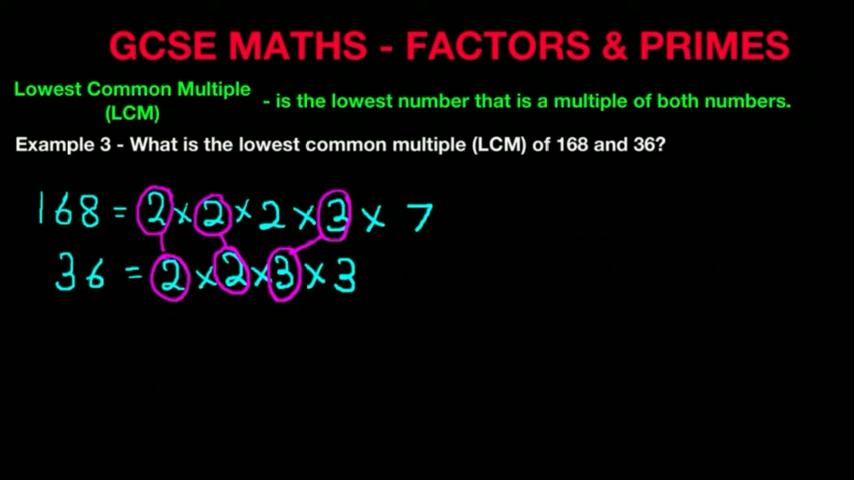 GCSE MATHS - FACTORS & PRIMES
Lowest Common Multiple
(LCM)
- is the lowest number that is a multiple of both numbers.
Example 3 - What is the lowest common multiple (LCM) of 168 and 36?
168 = 2 × 2 × 2 × 3 × 7
36 = 2 × 2 × 3 × 3